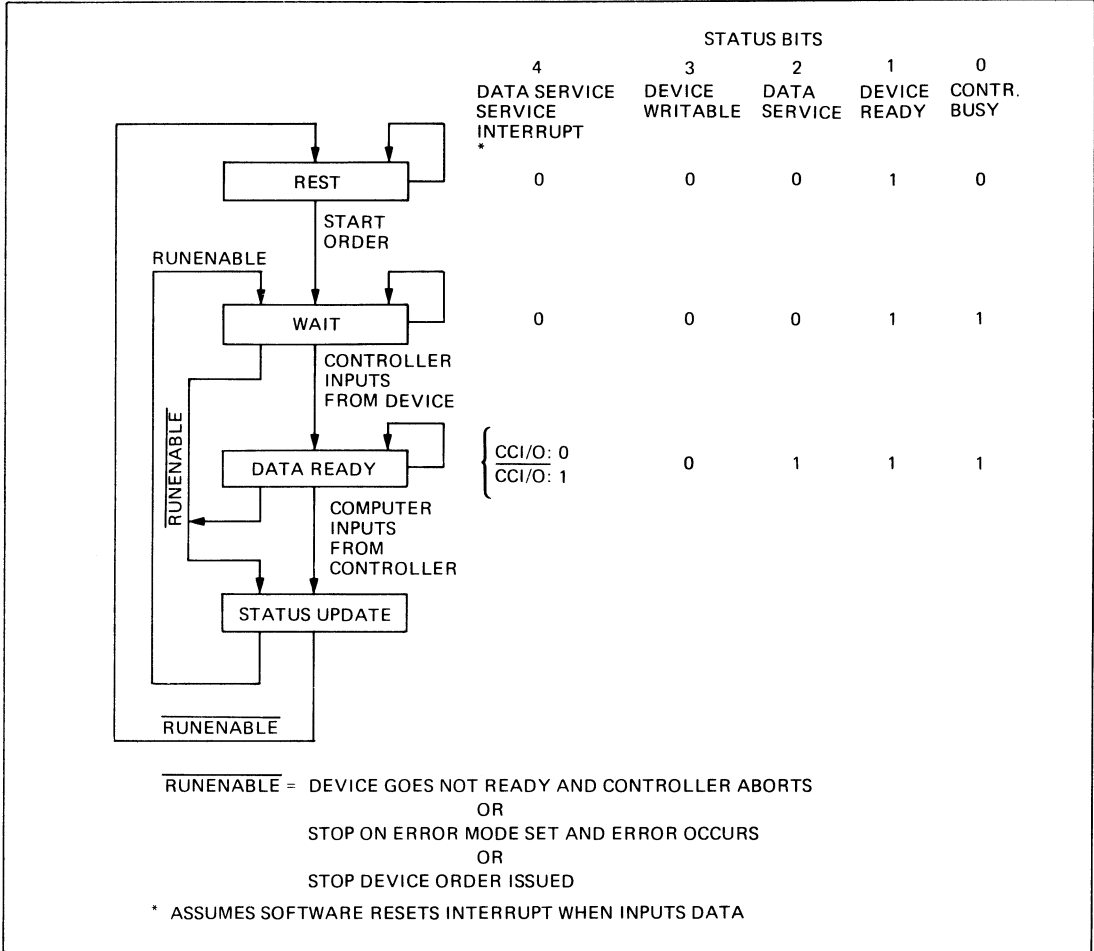 STATUS BITS
4 3 2 1 0
DATA SERVICE DEVICE DATA DEVICE CONTR.
SERVICE WRITABLE SERVICE READY BUSY
INTERRUPT
*
REST 0 0 0 1 0
START
ORDER
RUNENABLE
WAIT 0 0 0 1 1
CONTROLLER
INPUTS
FROM DEVICE
R̅U̅N̅E̅N̅A̅B̅L̅E̅
CCI/O: 0
DATA READY 0 1 1 1
C̅C̅I̅/̅O̅: 1
COMPUTER
INPUTS
FROM
CONTROLLER
STATUS UPDATE
R̅U̅N̅E̅N̅A̅B̅L̅E̅
R̅U̅N̅E̅N̅A̅B̅L̅E̅ = DEVICE GOES NOT READY AND CONTROLLER ABORTS
OR
STOP ON ERROR MODE SET AND ERROR OCCURS
OR
STOP DEVICE ORDER ISSUED
* ASSUMES SOFTWARE RESETS INTERRUPT WHEN INPUTS DATA